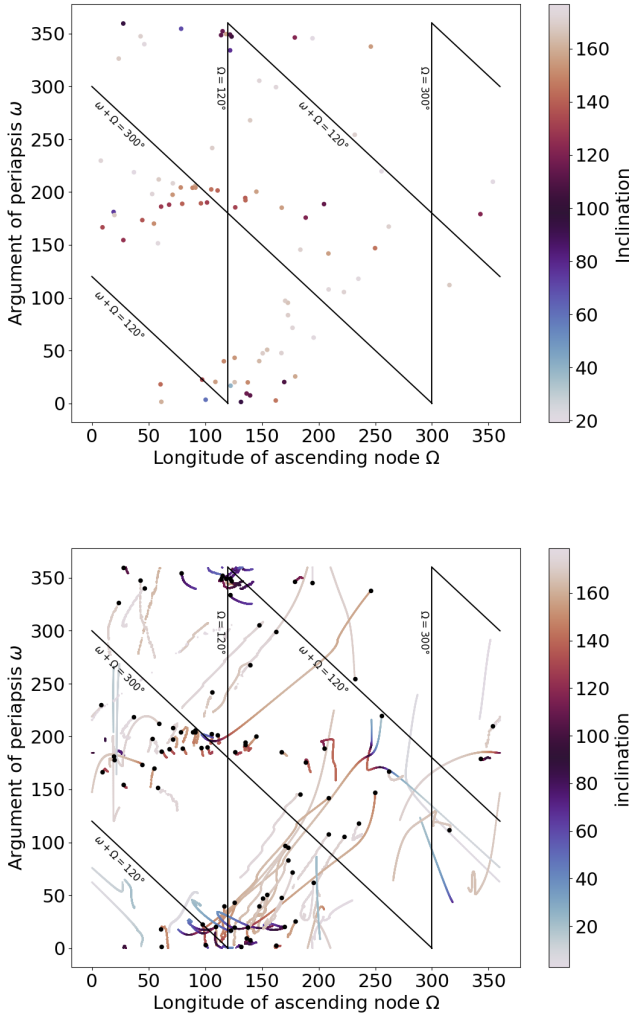 350
300
250
200
150
100
50
0
Argument of periapsis ω
ω + Ω = 300°
Ω = 120°
ω + Ω = 120°
Ω = 300°
ω + Ω = 120°
0 50 100 150 200 250 300 350
Longitude of ascending node Ω
160
140
120
100
80
60
40
20
Inclination
350
300
250
200
150
100
50
0
Argument of periapsis ω
ω + Ω = 300°
Ω = 120°
ω + Ω = 120°
Ω = 300°
ω + Ω = 120°
0 50 100 150 200 250 300 350
Longitude of ascending node Ω
160
140
120
100
80
60
40
20
inclination